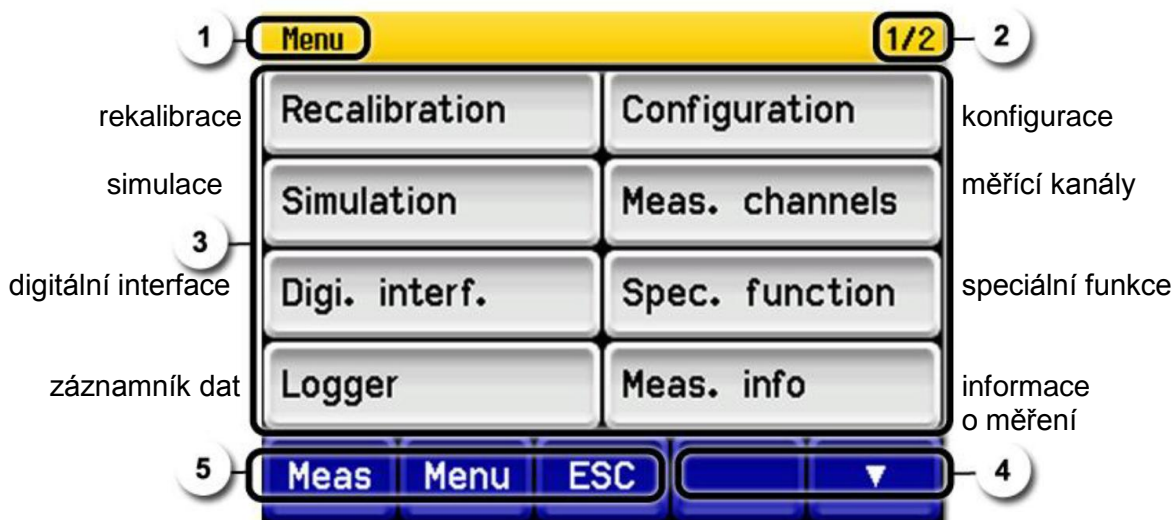 1 Menu 1/2 2
rekalibrace Recalibration Configuration konfigurace
simulace Simulation Meas. channels měřící kanály
3
digitální interface Digi. interf. Spec. function speciální funkce
záznamník dat Logger Meas. info informace
o měření
5 Meas Menu ESC ▼ 4